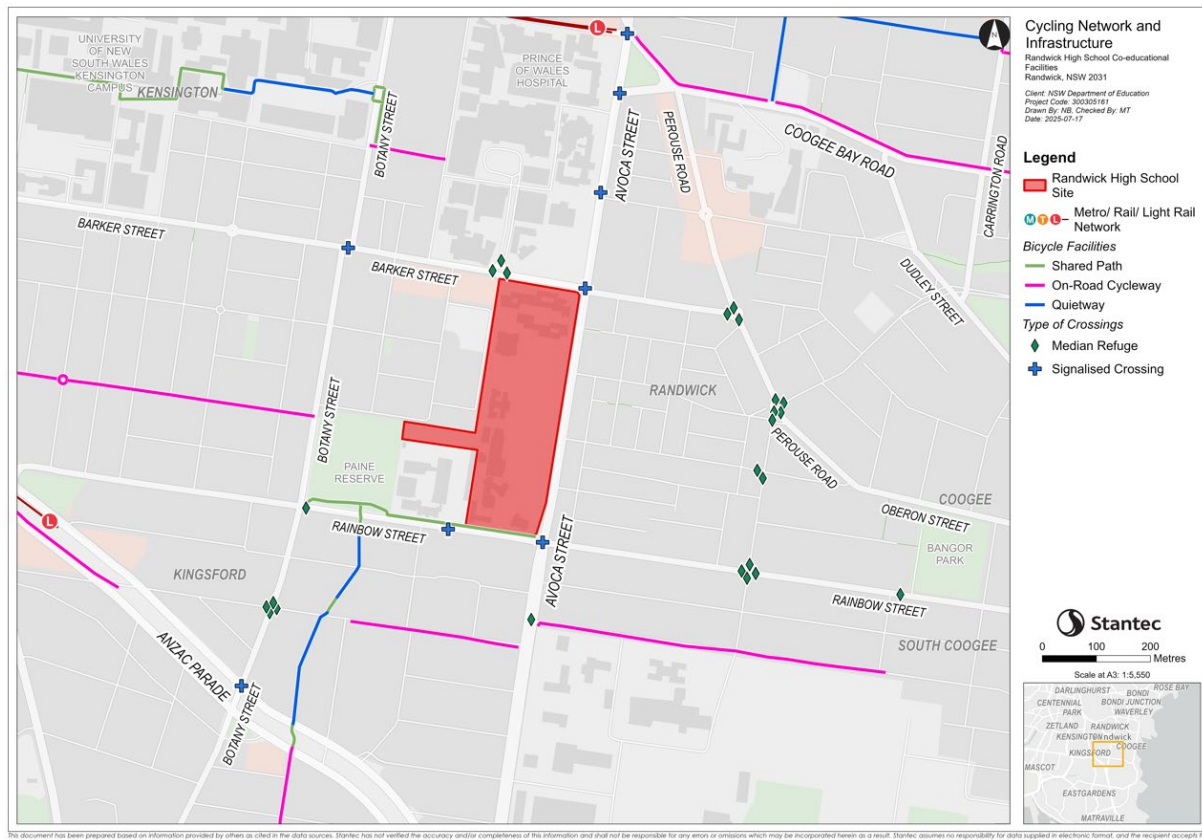 UNIVERSITY
OF NEW
SOUTH WALES
KENSINGTON
CAMPUS
KENSINGTON
PRINCE
OF WALES
HOSPITAL
L
N
BOTANY STREET
AVOCA STREET
PEROUSE ROAD
COOGEE BAY ROAD
CARRINGTON ROAD
DUDLEY STREET
BARKER STREET
BARKER STREET
AVOCA STREET
RANDWICK
BOTANY STREET
PAINE
RESERVE
PEROUSE ROAD
COOGEE
OBERON STREET
BANGOR
PARK
L
RAINBOW STREET
AVOCA STREET
KINGSFORD
RAINBOW STREET
SOUTH COOGEE
ANZAC PARADE
BOTANY STREET
Cycling Network and
Infrastructure
Randwick High School Co-educational
Facilities
Randwick, NSW 2031
Client: NSW Department of Education
Project Code: 300305161
Drawn By: NB, Checked By: MT
Date: 2025-07-17
Legend
Randwick High School
Site
M T L Metro/ Rail/ Light Rail
Network
Bicycle Facilities
Shared Path
On-Road Cycleway
Quietway
Type of Crossings
Median Refuge
Signalised Crossing
Stantec
0 100 200
Metres
Scale at A3: 1:5,550
DARLINGHURST
BONDI
ROSE BAY
CENTENNIAL
PARK
BONDI JUNCTION
WAVERLEY
ZETLAND
RANDWICK
KENSINGTON
ndwick
COOGEE
KINGSFORD
MASCOT
EASTGARDENS
MATRAVILLE
This document has been prepared based on information provided by others as cited in the data sources. Stantec has not verified the accuracy and/or completeness of this information and shall not be responsible for any errors or omissions which may be incorporated herein as a result. Stantec assumes no responsibility for data supplied in electronic format, and the recipient accepts